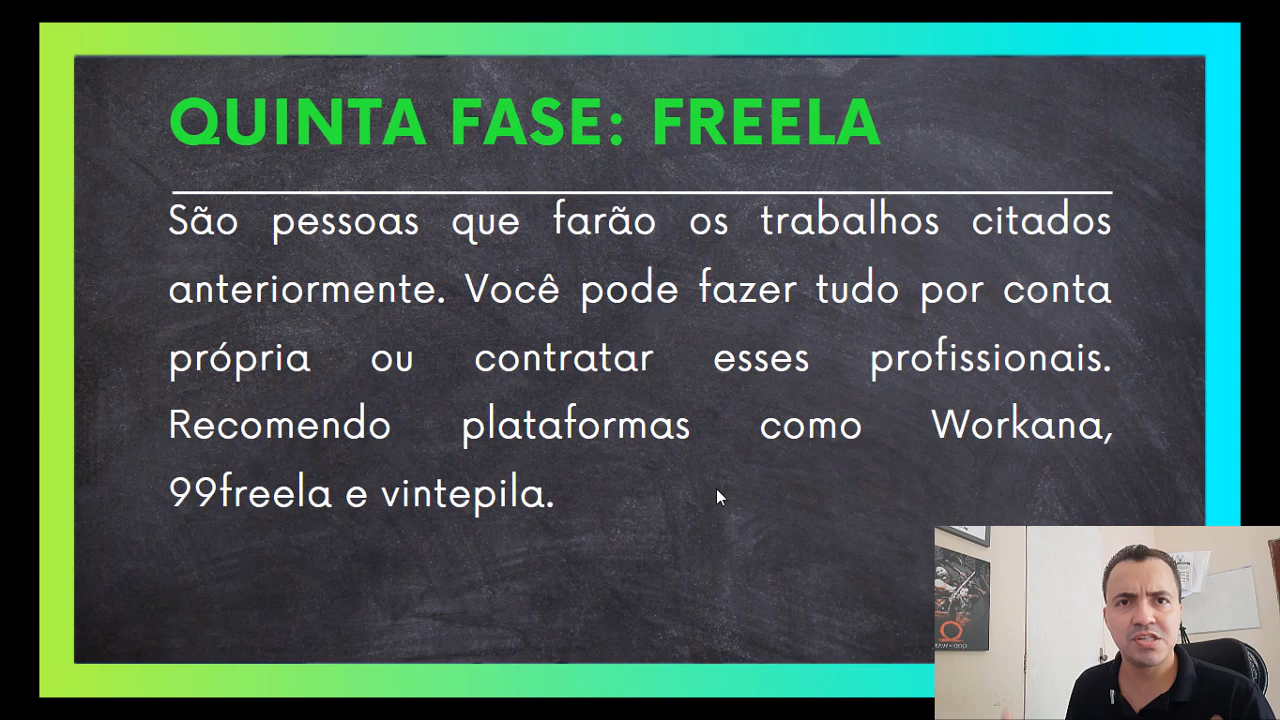 QUINTA FASE: FREELA
São pessoas que farão os trabalhos citados
anteriormente. Você pode fazer tudo por conta
própria ou contratar esses profissionais.
Recomendo plataformas como Workana,
99freela e vintepila.